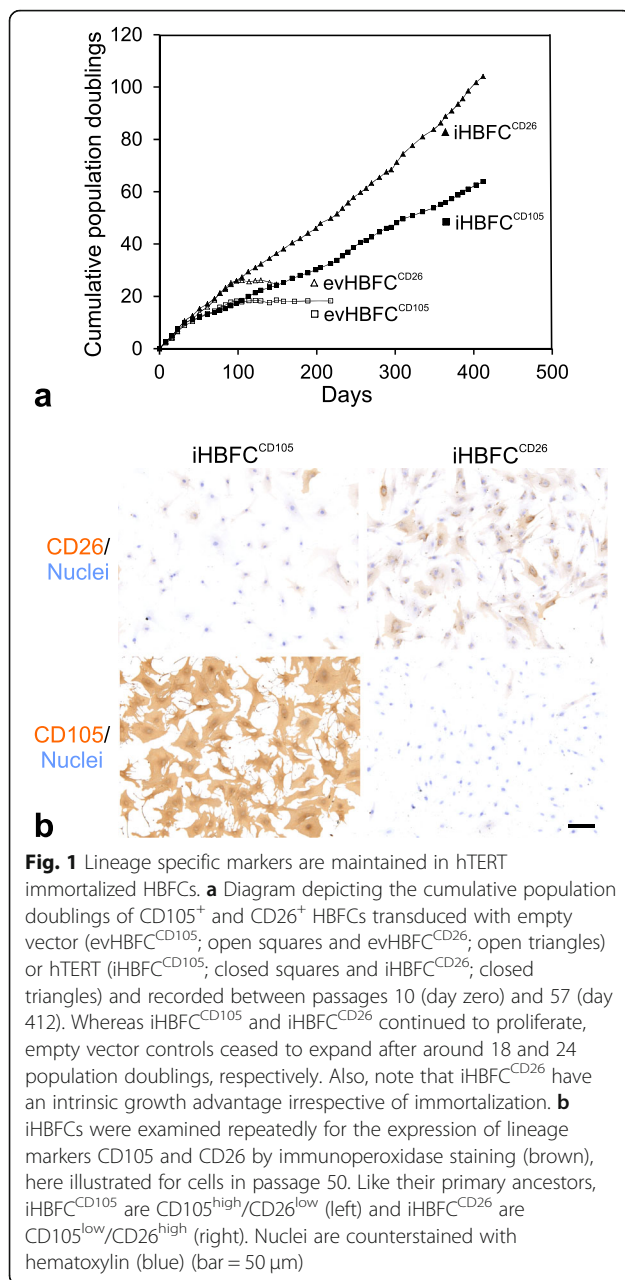 120
100
80
60
40
20
0
Cumulative population doublings
▲ iHBFC^CD26
■ iHBFC^CD105
△ evHBFC^CD26
□ evHBFC^CD105
0 100 200 300 400 500
Days
a
iHBFC^CD105 iHBFC^CD26
CD26/
Nuclei
CD105/
Nuclei
b
Fig. 1 Lineage specific markers are maintained in hTERT
immortalized HBFCs. a Diagram depicting the cumulative population
doublings of CD105⁺ and CD26⁺ HBFCs transduced with empty
vector (evHBFC^CD105; open squares and evHBFC^CD26; open triangles)
or hTERT (iHBFC^CD105; closed squares and iHBFC^CD26; closed
triangles) and recorded between passages 10 (day zero) and 57 (day
412). Whereas iHBFC^CD105 and iHBFC^CD26 continued to proliferate,
empty vector controls ceased to expand after around 18 and 24
population doublings, respectively. Also, note that iHBFC^CD26 have
an intrinsic growth advantage irrespective of immortalization. b
iHBFCs were examined repeatedly for the expression of lineage
markers CD105 and CD26 by immunoperoxidase staining (brown),
here illustrated for cells in passage 50. Like their primary ancestors,
iHBFC^CD105 are CD105^high/CD26^low (left) and iHBFC^CD26 are
CD105^low/CD26^high (right). Nuclei are counterstained with
hematoxylin (blue) (bar = 50 μm)